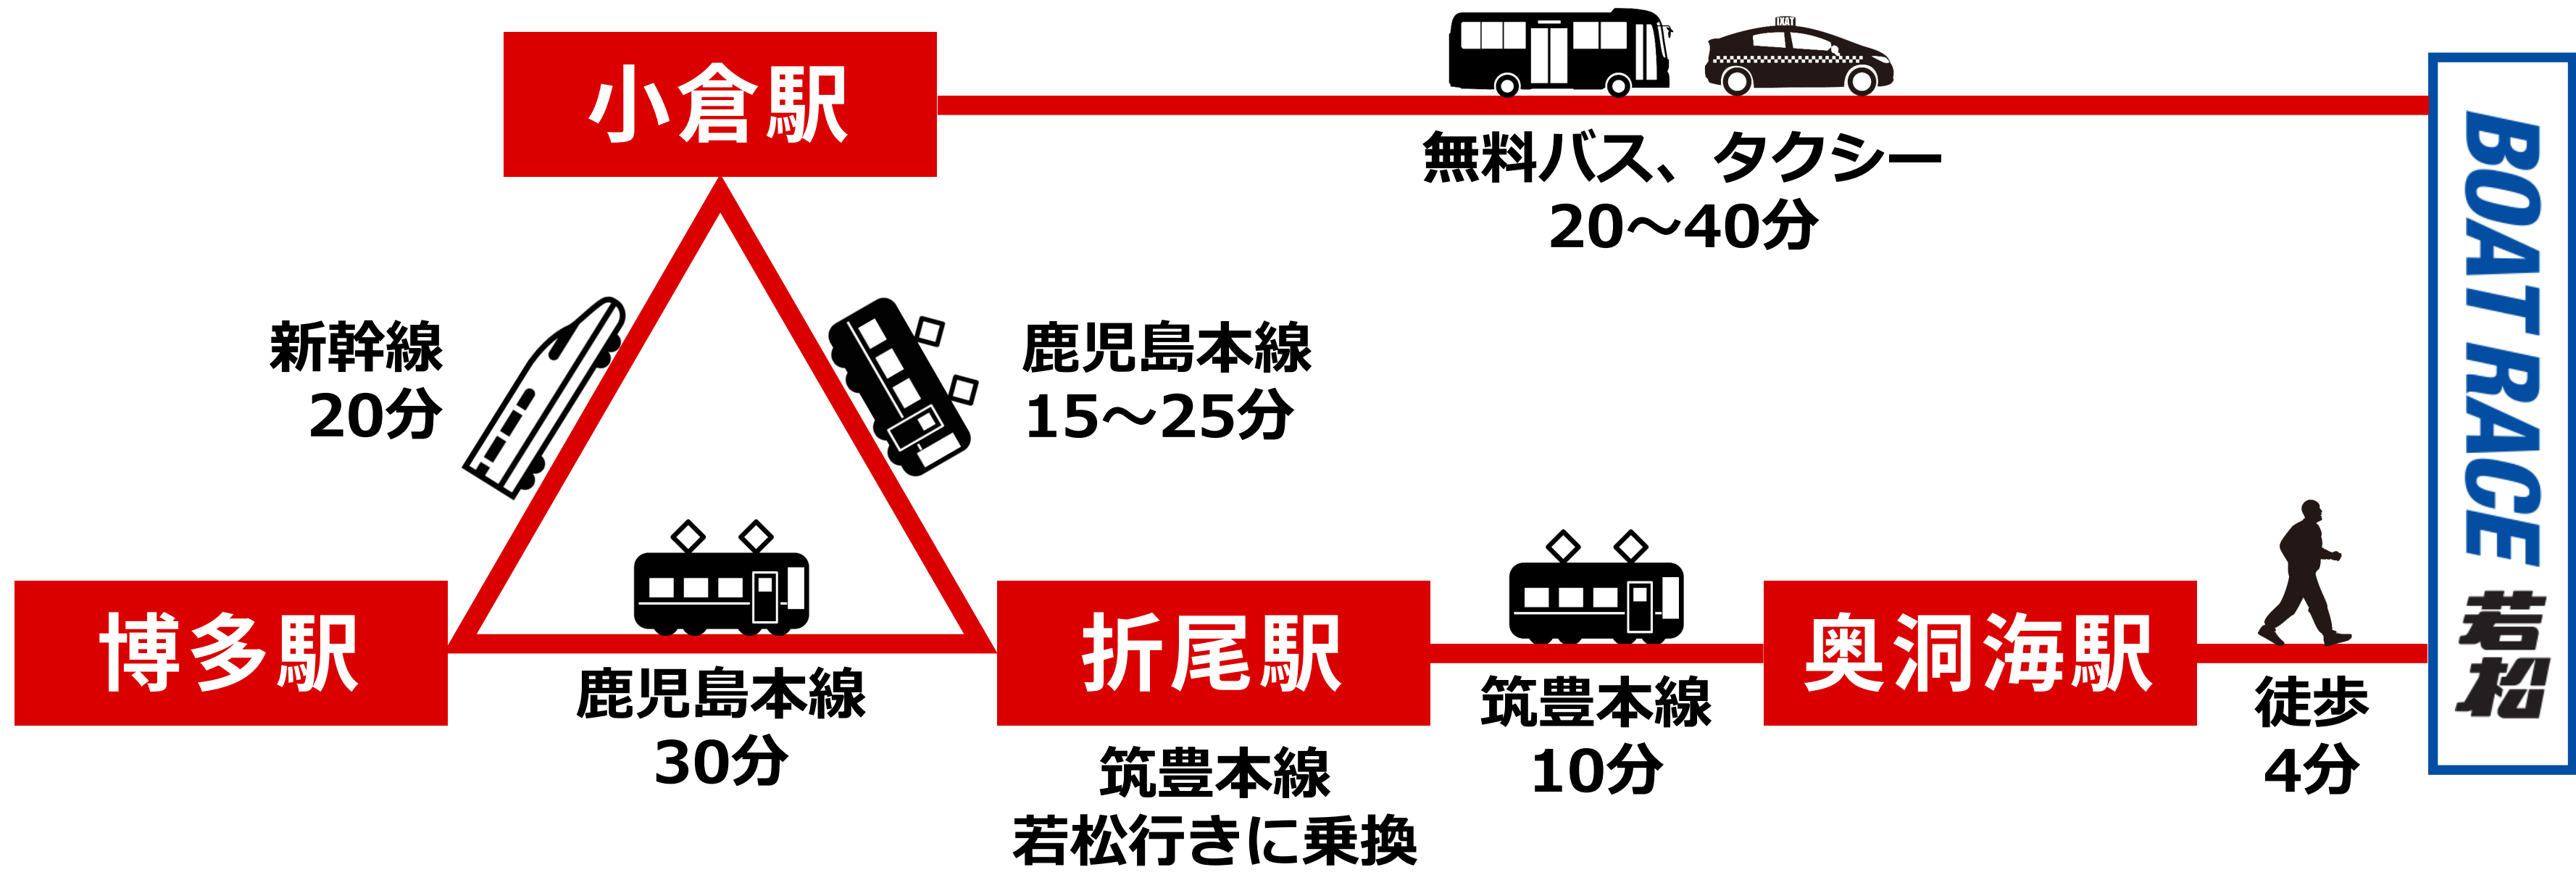 小倉駅
TAXI
無料バス、タクシー
20～40分
新幹線
20分
鹿児島本線
15～25分
博多駅
鹿児島本線
30分
折尾駅
筑豊本線
若松行きに乗換
筑豊本線
10分
奥洞海駅
徒歩
4分
BOAT RACE 若松